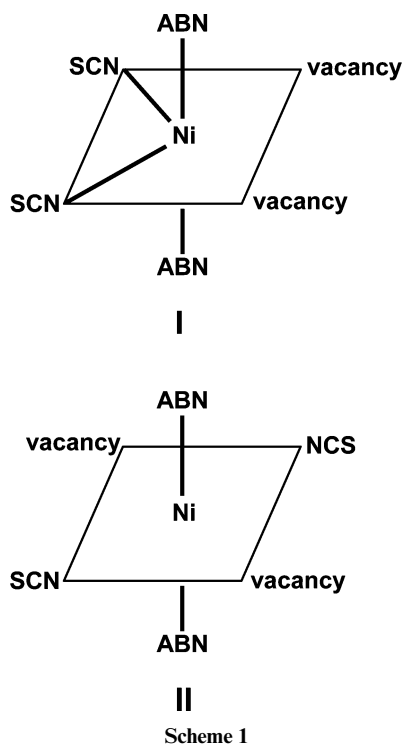 ABN
SCN vacancy
Ni
SCN vacancy
ABN
I
ABN
vacancy NCS
Ni
SCN vacancy
ABN
II
Scheme 1